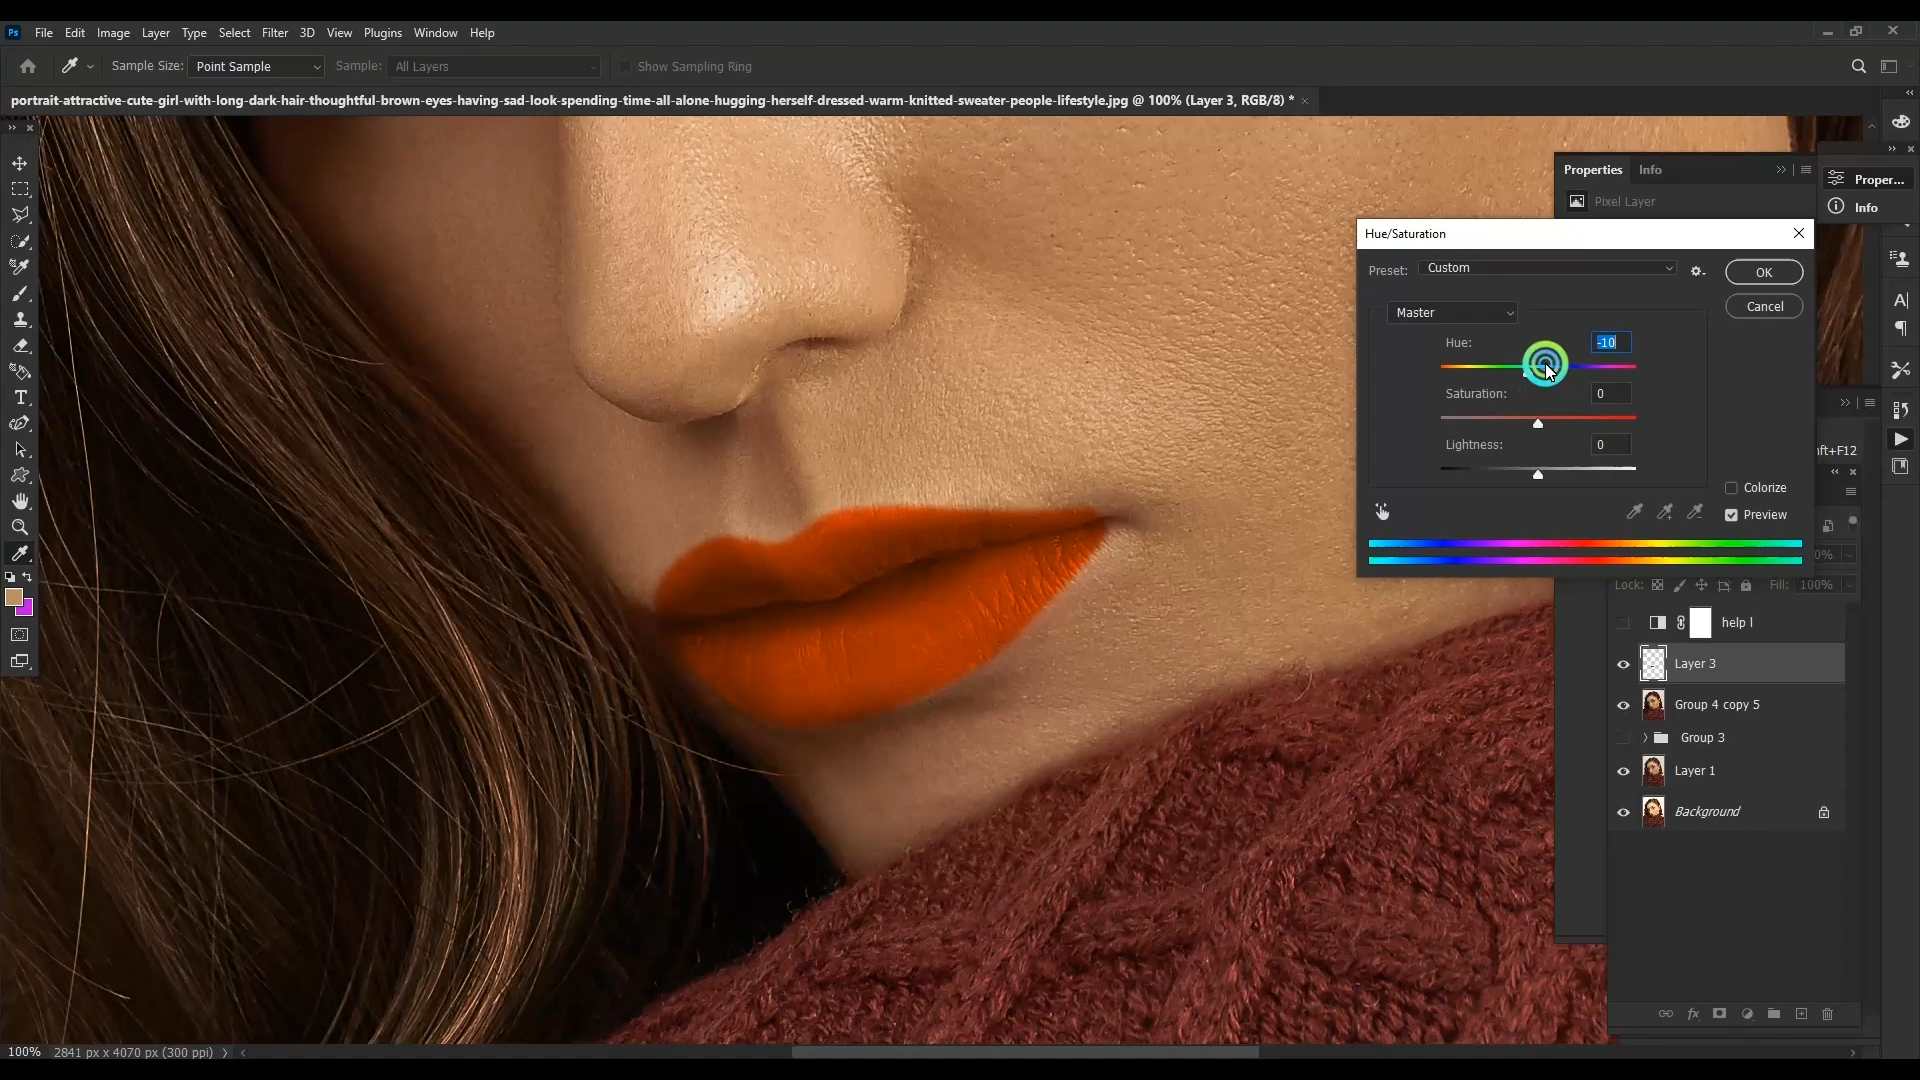 Ps File Edit Image Layer Type Select Filter 3D View Plugins Window Help
Sample Size: Point Sample Sample: All Layers Show Sampling Ring
portrait-attractive-cute-girl-with-long-dark-hair-thoughtful-brown-eyes-having-sad-look-spending-time-all-alone-hugging-herself-dressed-warm-knitted-sweater-people-lifestyle.jpg @ 100% (Layer 3, RGB/8) *
Properties Info
Proper...
Pixel Layer
Info
Hue/Saturation
Preset: Custom
OK
Cancel
Master
Hue: -10
Saturation: 0
Lightness: 0
Colorize
Preview
ift+F12
0%
Lock: Fill: 100%
help l
Layer 3
Group 4 copy 5
Group 3
Layer 1
Background
100% 2841 px x 4070 px (300 ppi)